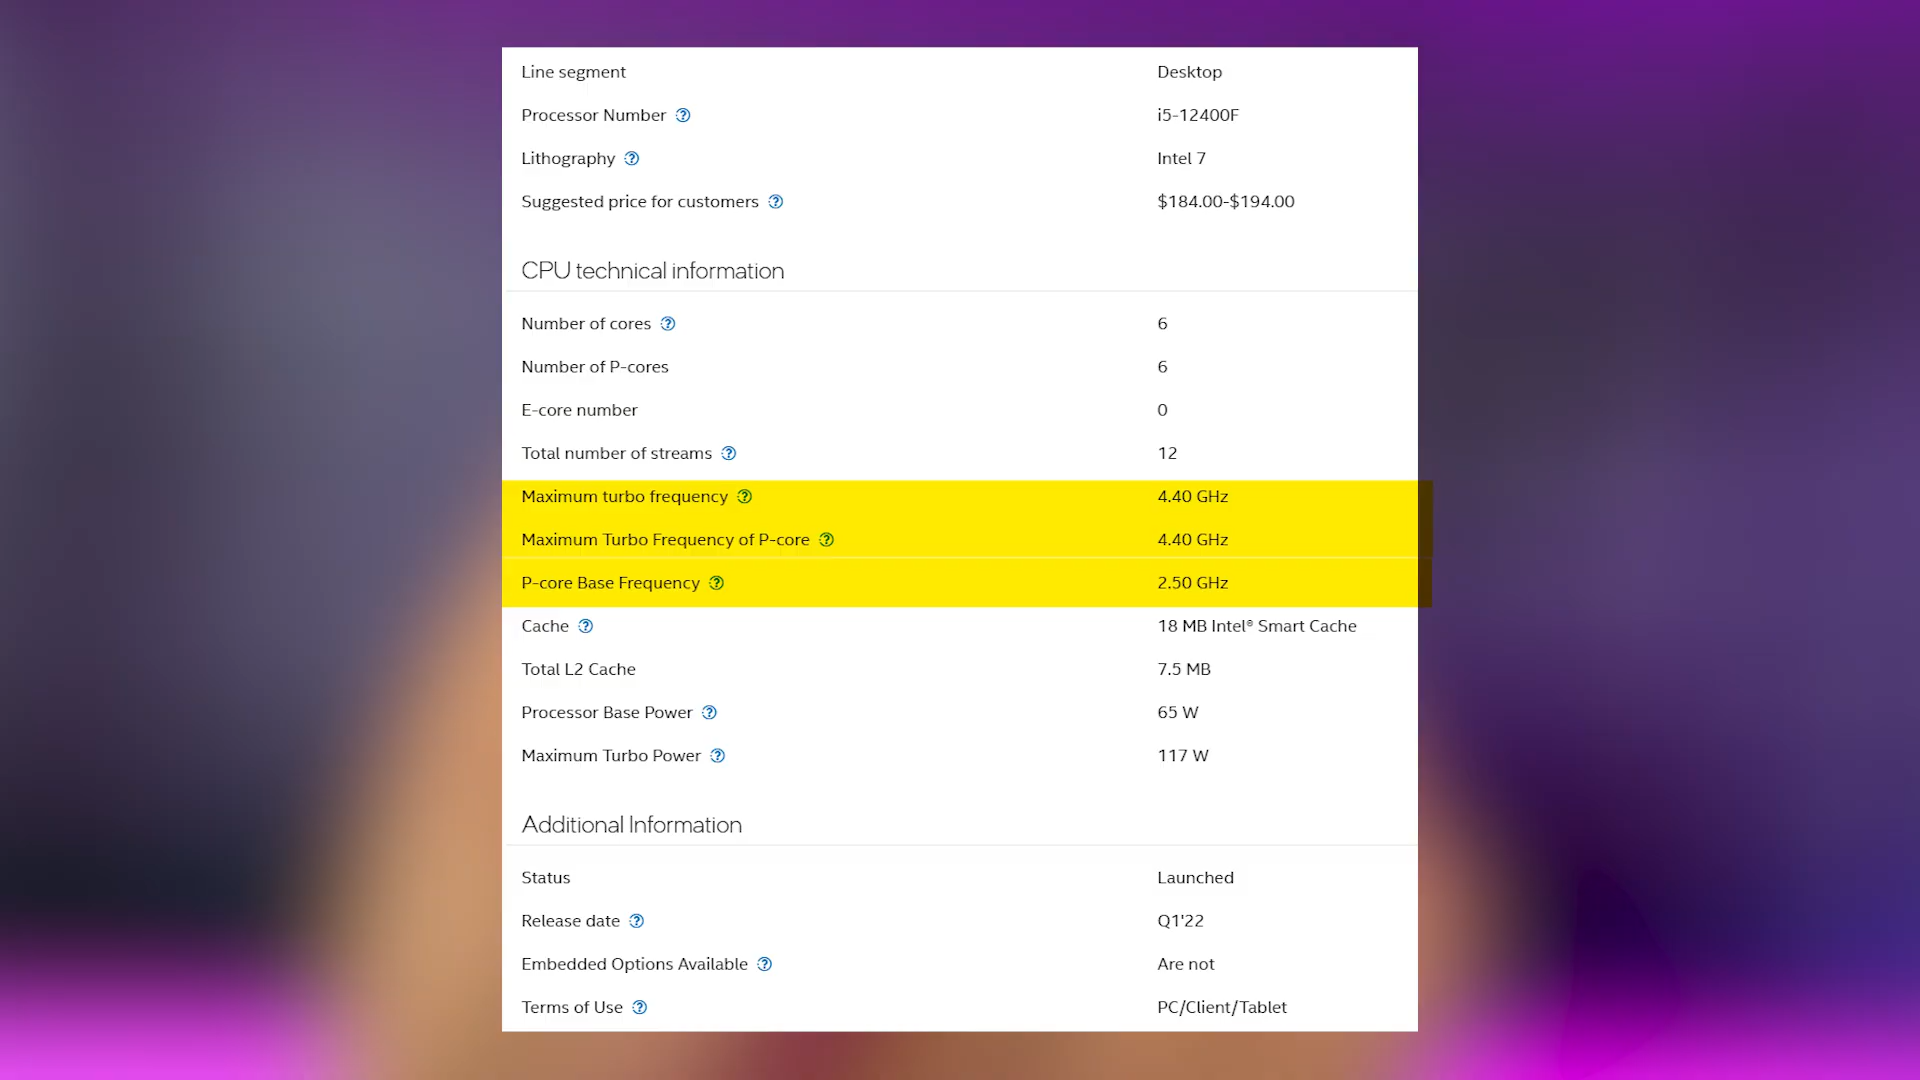 Line segment Desktop
Processor Number i5-12400F
Lithography Intel 7
Suggested price for customers $184.00-$194.00
CPU technical information
Number of cores 6
Number of P-cores 6
E-core number 0
Total number of streams 12
Maximum turbo frequency 4.40 GHz
Maximum Turbo Frequency of P-core 4.40 GHz
P-core Base Frequency 2.50 GHz
Cache 18 MB Intel® Smart Cache
Total L2 Cache 7.5 MB
Processor Base Power 65 W
Maximum Turbo Power 117 W
Additional Information
Status Launched
Release date Q1'22
Embedded Options Available Are not
Terms of Use PC/Client/Tablet